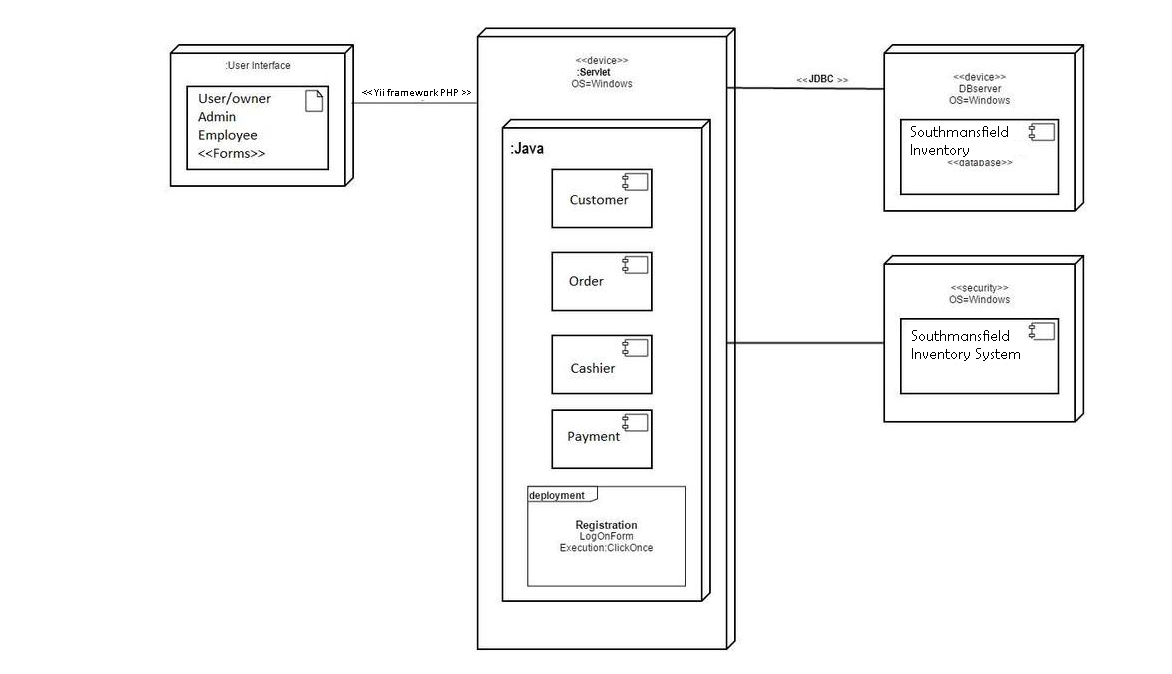 :User Interface
User/owner
Admin
Employee
<<Forms>>
<<Yii framework PHP >>
<<device>>
:Servlet
OS=Windows
:Java
Customer
Order
Cashier
Payment
deployment
Registration
LogOnForm
Execution:ClickOnce
<<JDBC >>
<<device>>
DBserver
OS=Windows
Southmansfield
Inventory
<<database>>
<<security>>
OS=Windows
Southmansfield
Inventory System